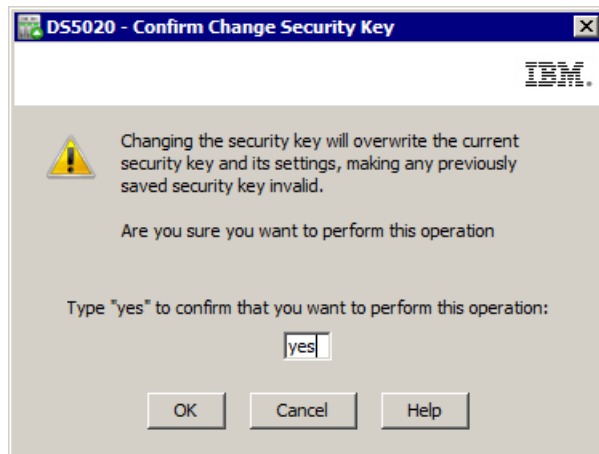 DS5020 - Confirm Change Security Key
IBM.
Changing the security key will overwrite the current
security key and its settings, making any previously
saved security key invalid.
Are you sure you want to perform this operation
Type "yes" to confirm that you want to perform this operation:
yes
OK Cancel Help